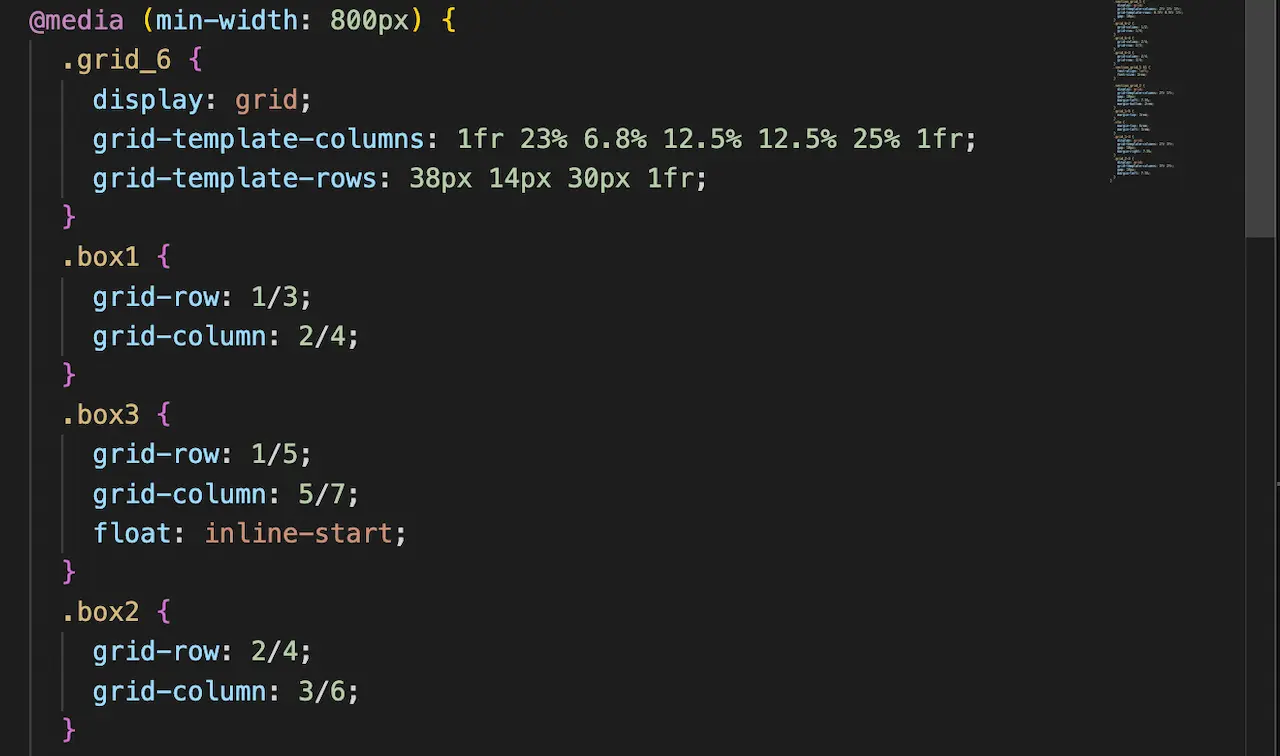 @media (min-width: 800px) {
.grid_6 {
display: grid;
grid-template-columns: 1fr 23% 6.8% 12.5% 12.5% 25% 1fr;
grid-template-rows: 38px 14px 30px 1fr;
}
.box1 {
grid-row: 1/3;
grid-column: 2/4;
}
.box3 {
grid-row: 1/5;
grid-column: 5/7;
float: inline-start;
}
.box2 {
grid-row: 2/4;
grid-column: 3/6;
}